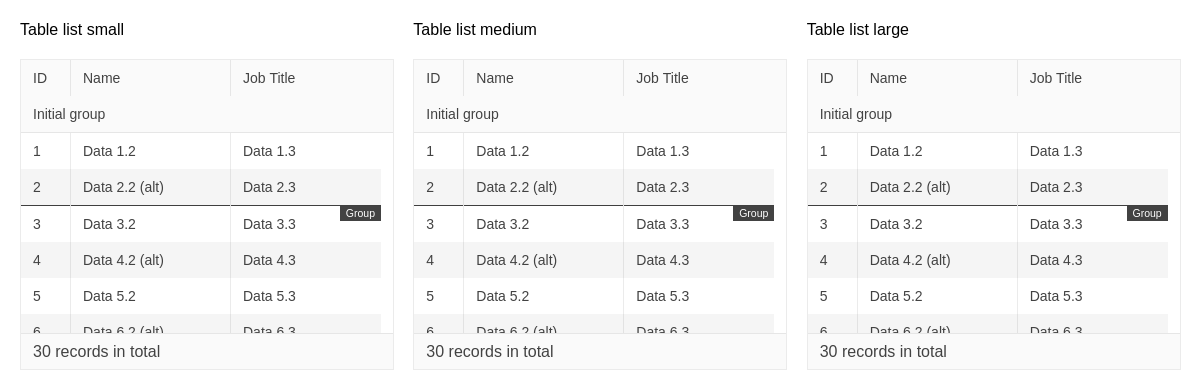 Table list small
ID Name Job Title
Initial group
1 Data 1.2 Data 1.3
2 Data 2.2 (alt) Data 2.3
Group
3 Data 3.2 Data 3.3
4 Data 4.2 (alt) Data 4.3
5 Data 5.2 Data 5.3
6 Data 6.2 (alt) Data 6.3
30 records in total
Table list medium
ID Name Job Title
Initial group
1 Data 1.2 Data 1.3
2 Data 2.2 (alt) Data 2.3
Group
3 Data 3.2 Data 3.3
4 Data 4.2 (alt) Data 4.3
5 Data 5.2 Data 5.3
6 Data 6.2 (alt) Data 6.3
30 records in total
Table list large
ID Name Job Title
Initial group
1 Data 1.2 Data 1.3
2 Data 2.2 (alt) Data 2.3
Group
3 Data 3.2 Data 3.3
4 Data 4.2 (alt) Data 4.3
5 Data 5.2 Data 5.3
6 Data 6.2 (alt) Data 6.3
30 records in total